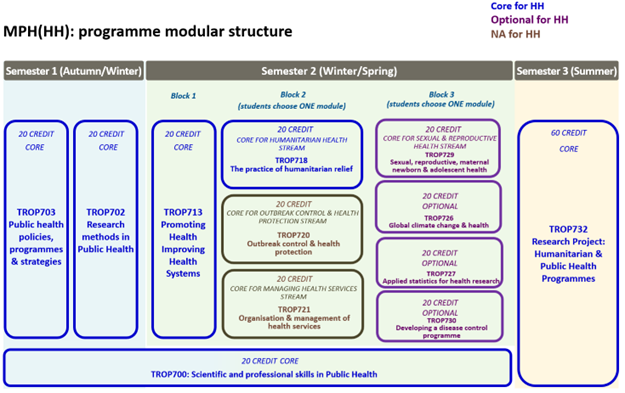 Core for HH
Optional for HH
NA for HH
MPH(HH): programme modular structure
Semester 1 (Autumn/Winter)
Semester 2 (Winter/Spring)
Semester 3 (Summer)
Block 1
Block 2
(students choose ONE module)
Block 3
(students choose ONE module)
20 CREDIT
CORE
TROP703
Public health
policies,
programmes
& strategies
20 CREDIT
CORE
TROP702
Research
methods in
Public Health
20 CREDIT
CORE
TROP713
Promoting
Health
Improving
Health
Systems
20 CREDIT
CORE FOR HUMANITARIAN HEALTH
STREAM
TROP718
The practice of humanitarian relief
20 CREDIT
CORE FOR OUTBREAK CONTROL & HEALTH
PROTECTION STREAM
TROP720
Outbreak control & health
protection
20 CREDIT
CORE FOR MANAGING HEALTH SERVICES
STREAM
TROP721
Organisation & management of
health services
20 CREDIT
CORE FOR SEXUAL & REPRODUCTIVE
HEALTH STREAM
TROP729
Sexual, reproductive, maternal
newborn & adolescent health
20 CREDIT
OPTIONAL
TROP726
Global climate change & health
20 CREDIT
OPTIONAL
TROP727
Applied statistics for health research
20 CREDIT
OPTIONAL
TROP730
Developing a disease control
programme
60 CREDIT
CORE
TROP732
Research Project:
Humanitarian &
Public Health
Programmes
20 CREDIT CORE
TROP700: Scientific and professional skills in Public Health